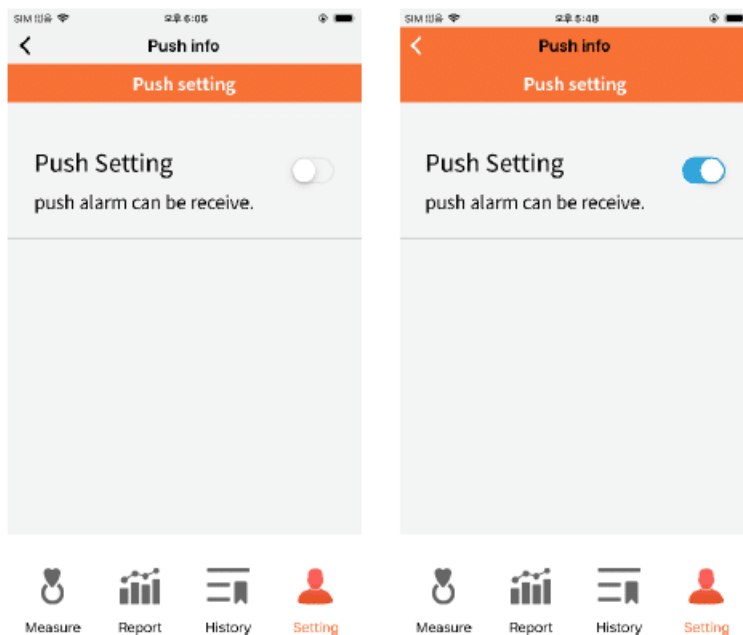 SIM 없음
오후 6:05
Push info
Push setting
Push Setting
push alarm can be receive.
Measure Report History Setting
SIM 없음
오후 5:48
Push info
Push setting
Push Setting
push alarm can be receive.
Measure Report History Setting